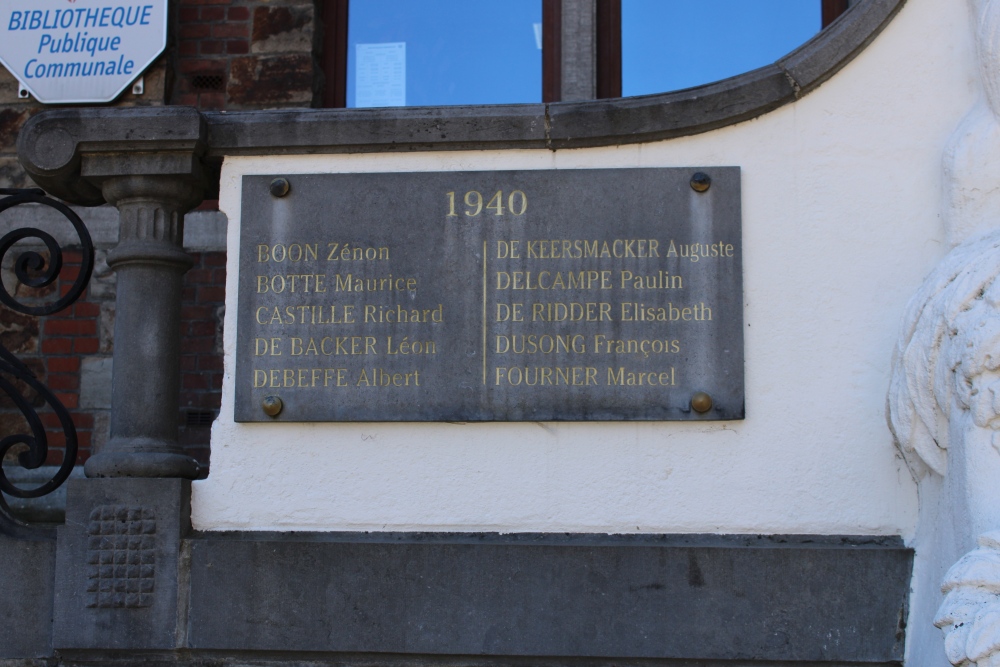 BIBLIOTHEQUE
Publique
Communale
1940
BOON Zénon
BOTTE Maurice
CASTILLE Richard
DE BACKER Léon
DEBEFFE Albert
DE KEERSMACKER Auguste
DELCAMPE Paulin
DE RIDDER Elisabeth
DUSONG François
FOURNER Marcel